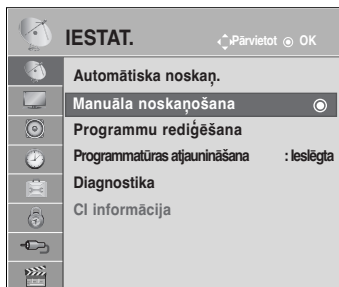 IESTAT.
Pārvietot OK
Automātiska noskaņ.
Manuāla noskaņošana
Programmu rediģēšana
Programmatūras atjaunināšana : Ieslēgta
Diagnostika
CI informācija